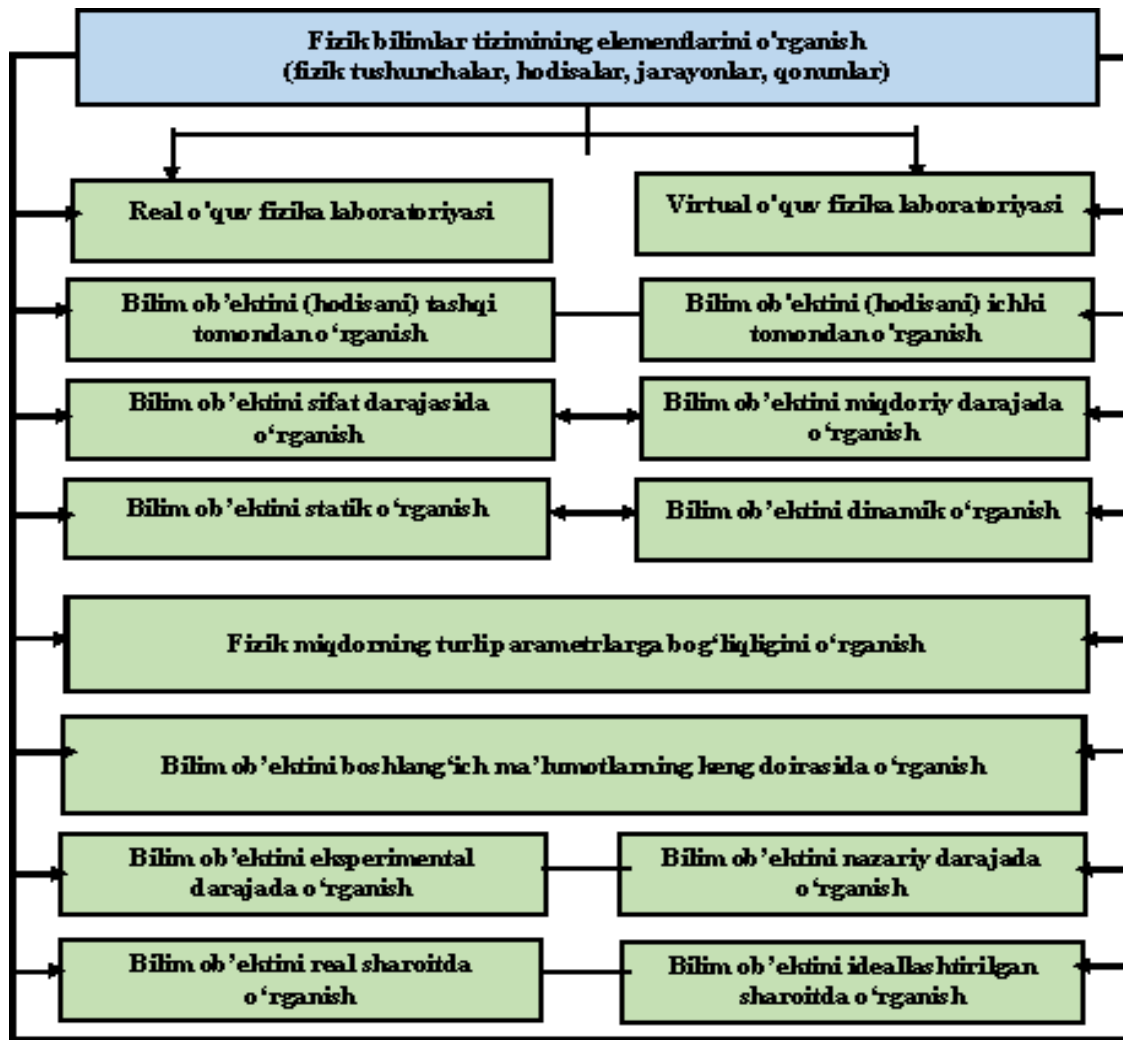 Fizik bilimlar tizimining elementlarini o'rganish
(fizik tushunchalar, hodisalar, jarayonlar, qonunlar)
Real o'quv fizika laboratoriyasi
Virtual o'quv fizika laboratoriyasi
Bilim ob’ektini (hodisani) tashqi
tomondan o‘rganish
Bilim ob'ektini (hodisani) ichki
tomondan o'rganish
Bilim ob’ektini sifat darajasida
o‘rganish
Bilim ob’ektini miqdoriy darajada
o‘rganish
Bilim ob’ektini statik o‘rganish
Bilim ob’ektini dinamik o‘rganish
Fizik miqdorning turlip arametrlarga bog‘liqligini o‘rganish
Bilim ob’ektini boshlang‘ich ma’lumotlarning keng doirasida o‘rganish
Bilim ob’ektini eksperimental
darajada o‘rganish
Bilim ob’ektini nazariy darajada
o‘rganish
Bilim ob’ektini real sharoitda
o‘rganish
Bilim ob’ektini ideallashtirilgan
sharoitda o‘rganish